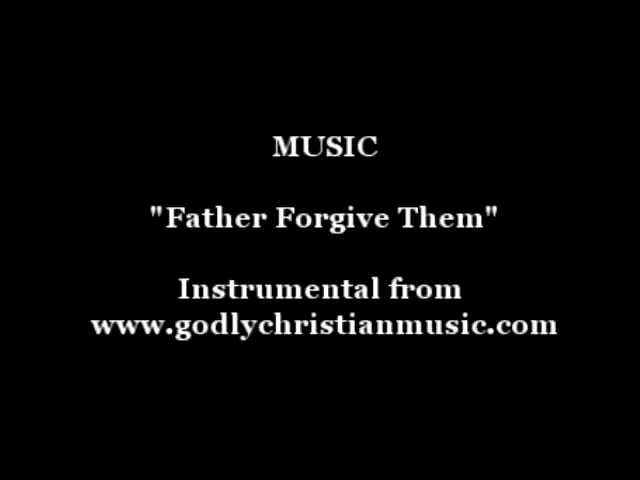 MUSIC
"Father Forgive Them"
Instrumental from
www.godlychristianmusic.com